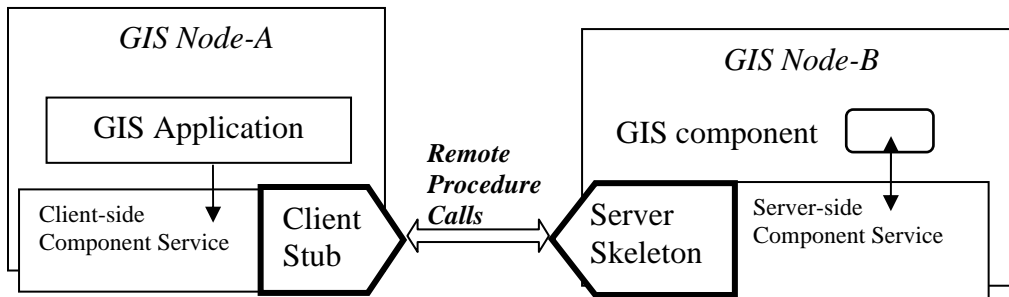 GIS Node-A
GIS Application
Client-side
Component Service
Client
Stub
Remote
Procedure
Calls
GIS Node-B
GIS component
Server
Skeleton
Server-side
Component Service